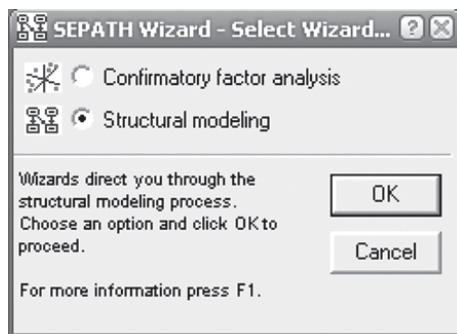 SEPATH Wizard - Select Wizard...
Confirmatory factor analysis
Structural modeling
Wizards direct you through the
structural modeling process.
Choose an option and click OK to
proceed.
For more information press F1.
OK
Cancel